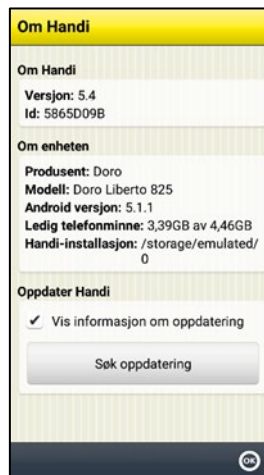 Om Handi
Om Handi
Versjon: 5.4
Id: 5865D09B
Om enheten
Produsent: Doro
Modell: Doro Liberto 825
Android versjon: 5.1.1
Ledig telefonminne: 3,39GB av 4,46GB
Handi-installasjon: /storage/emulated/
0
Oppdater Handi
Vis informasjon om oppdatering
Søk oppdatering
OK